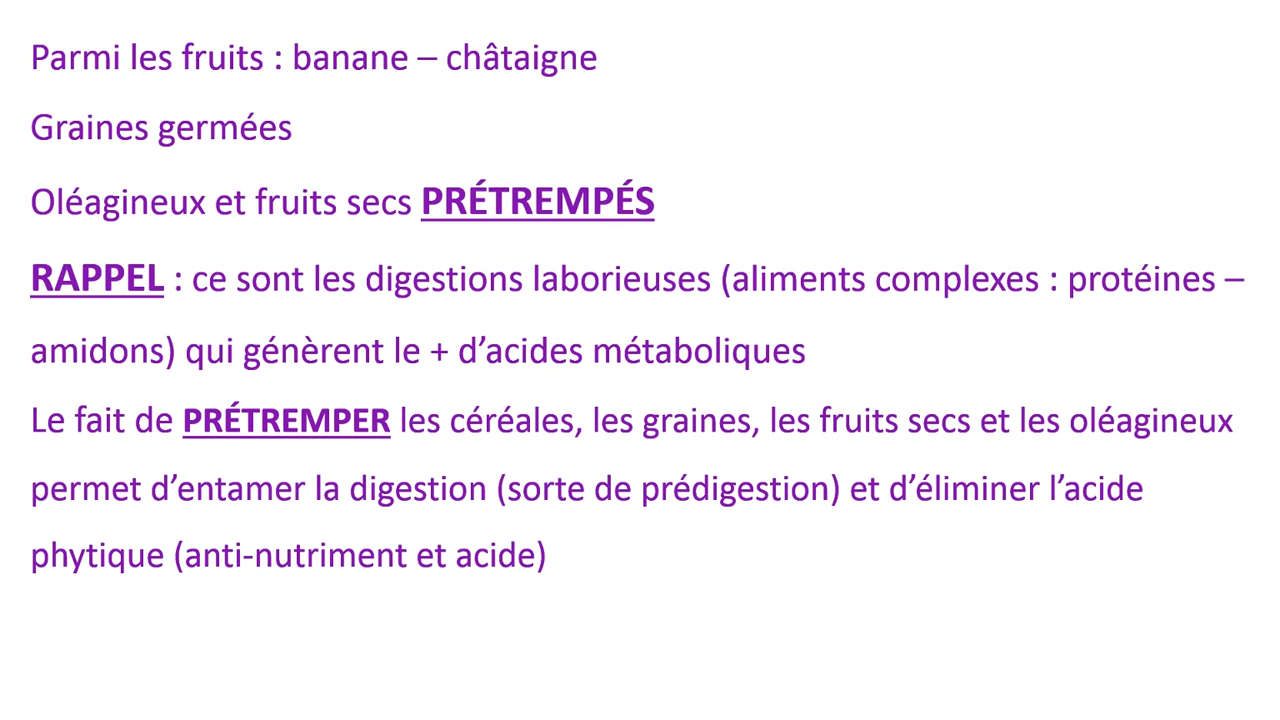 Parmi les fruits : banane – châtaigne
Graines germées
Oléagineux et fruits secs PRÉTREMPÉS
RAPPEL : ce sont les digestions laborieuses (aliments complexes : protéines –
amidons) qui génèrent le + d’acides métaboliques
Le fait de PRÉTREMPER les céréales, les graines, les fruits secs et les oléagineux
permet d’entamer la digestion (sorte de prédigestion) et d’éliminer l’acide
phytique (anti-nutriment et acide)